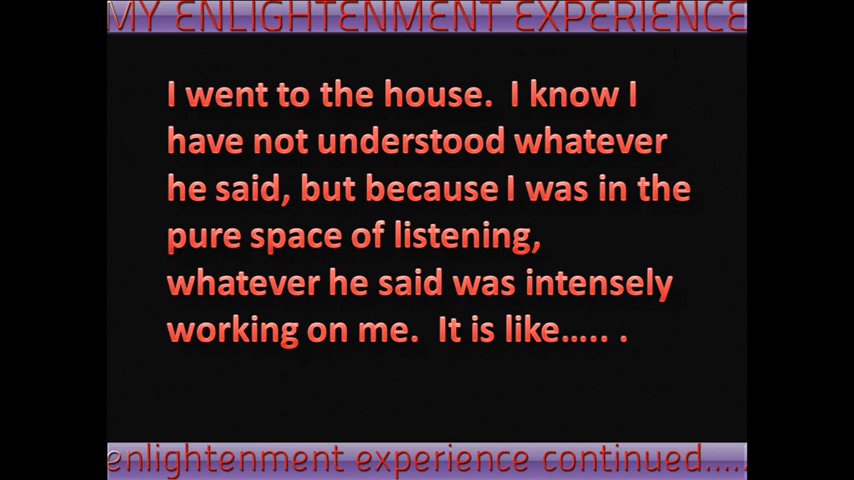 MY ENLIGHTENMENT EXPERIENCE
I went to the house.  I know I
have not understood whatever
he said, but because I was in the
pure space of listening,
whatever he said was intensely
working on me.  It is like….. .
enlightenment experience continued.....